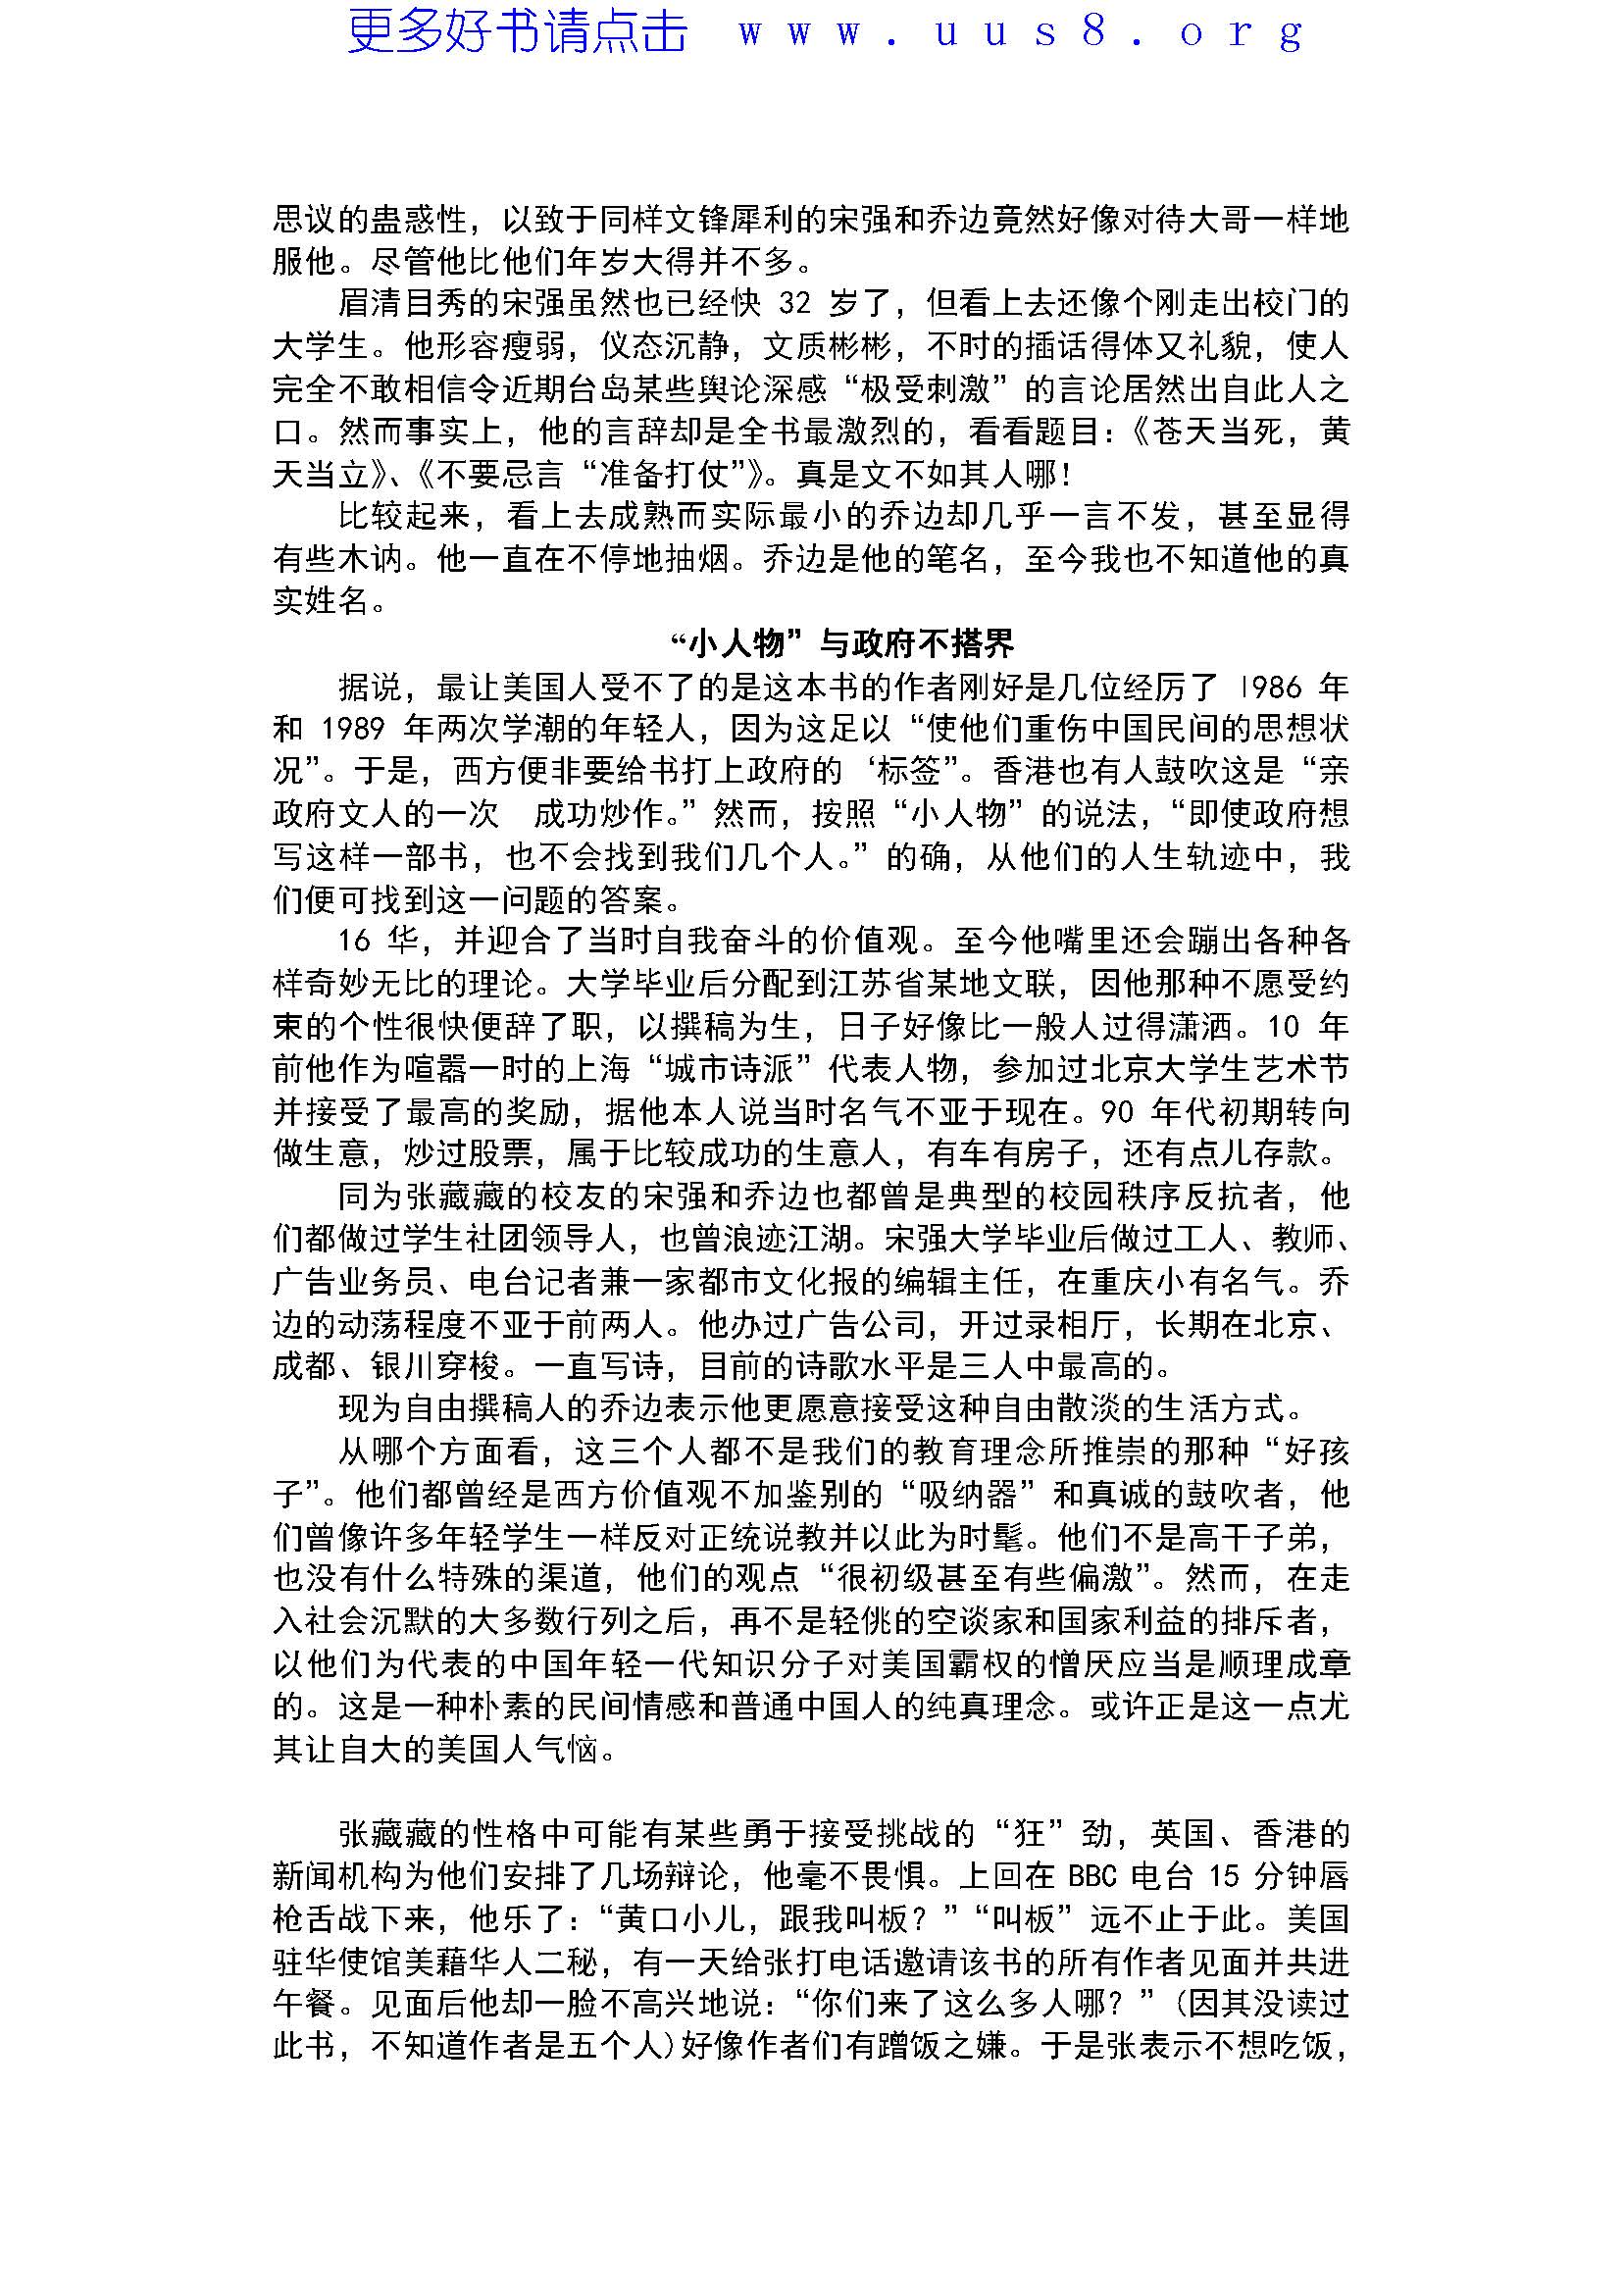 更多好书请点击 www.uus8.org
思议的蛊惑性，以致于同样文锋犀利的宋强和乔边竟然好像对待大哥一样地
服他。尽管他比他们年岁大得并不多。
眉清目秀的宋强虽然也已经快 32 岁了，但看上去还像个刚走出校门的
大学生。他形容瘦弱，仪态沉静，文质彬彬，不时的插话得体又礼貌，使人
完全不敢相信令近期台岛某些舆论深感“极受刺激”的言论居然出自此人之
口。然而事实上，他的言辞却是全书最激烈的，看看题目：《苍天当死，黄
天当立》、《不要忌言“准备打仗”》。真是文不如其人哪！
比较起来，看上去成熟而实际最小的乔边却几乎一言不发，甚至显得
有些木讷。他一直在不停地抽烟。乔边是他的笔名，至今我也不知道他的真
实姓名。
“小人物”与政府不搭界
据说，最让美国人受不了的是这本书的作者刚好是几位经厉了 l986 年
和 1989 年两次学潮的年轻人，因为这足以“使他们重伤中国民间的思想状
况”。于是，西方便非要给书打上政府的‘标签”。香港也有人鼓吹这是“亲
政府文人的一次　成功炒作。”然而，按照“小人物”的说法，“即使政府想
写这样一部书，也不会找到我们几个人。”的确，从他们的人生轨迹中，我
们便可找到这一问题的答案。
16 华，并迎合了当时自我奋斗的价值观。至今他嘴里还会蹦出各种各
样奇妙无比的理论。大学毕业后分配到江苏省某地文联，因他那种不愿受约
束的个性很快便辞了职，以撰稿为生，日子好像比一般人过得潇洒。10 年
前他作为喧嚣一时的上海“城市诗派”代表人物，参加过北京大学生艺术节
并接受了最高的奖励，据他本人说当时名气不亚于现在。90 年代初期转向
做生意，炒过股票，属于比较成功的生意人，有车有房子，还有点儿存款。
同为张藏藏的校友的宋强和乔边也都曾是典型的校园秩序反抗者，他
们都做过学生社团领导人，也曾浪迹江湖。宋强大学毕业后做过工人、教师、
广告业务员、电台记者兼一家都市文化报的编辑主任，在重庆小有名气。乔
边的动荡程度不亚于前两人。他办过广告公司，开过录相厅，长期在北京、
成都、银川穿梭。一直写诗，目前的诗歌水平是三人中最高的。
现为自由撰稿人的乔边表示他更愿意接受这种自由散淡的生活方式。
从哪个方面看，这三个人都不是我们的教育理念所推崇的那种“好孩
子”。他们都曾经是西方价值观不加鉴别的“吸纳器”和真诚的鼓吹者，他
们曾像许多年轻学生一样反对正统说教并以此为时髦。他们不是高干子弟，
也没有什么特殊的渠道，他们的观点“很初级甚至有些偏激”。然而，在走
入社会沉默的大多数行列之后，再不是轻佻的空谈家和国家利益的排斥者，
以他们为代表的中国年轻一代知识分子对美国霸权的憎厌应当是顺理成章
的。这是一种朴素的民间情感和普通中国人的纯真理念。或许正是这一点尤
其让自大的美国人气恼。
张藏藏的性格中可能有某些勇于接受挑战的“狂”劲，英国、香港的
新闻机构为他们安排了几场辩论，他毫不畏惧。上回在 BBC 电台 15 分钟唇
枪舌战下来，他乐了：“黄口小儿，跟我叫板？”“叫板”远不止于此。美国
驻华使馆美藉华人二秘，有一天给张打电话邀请该书的所有作者见面并共进
午餐。见面后他却一脸不高兴地说：“你们来了这么多人哪？”(因其没读过
此书，不知道作者是五个人)好像作者们有蹭饭之嫌。于是张表示不想吃饭，